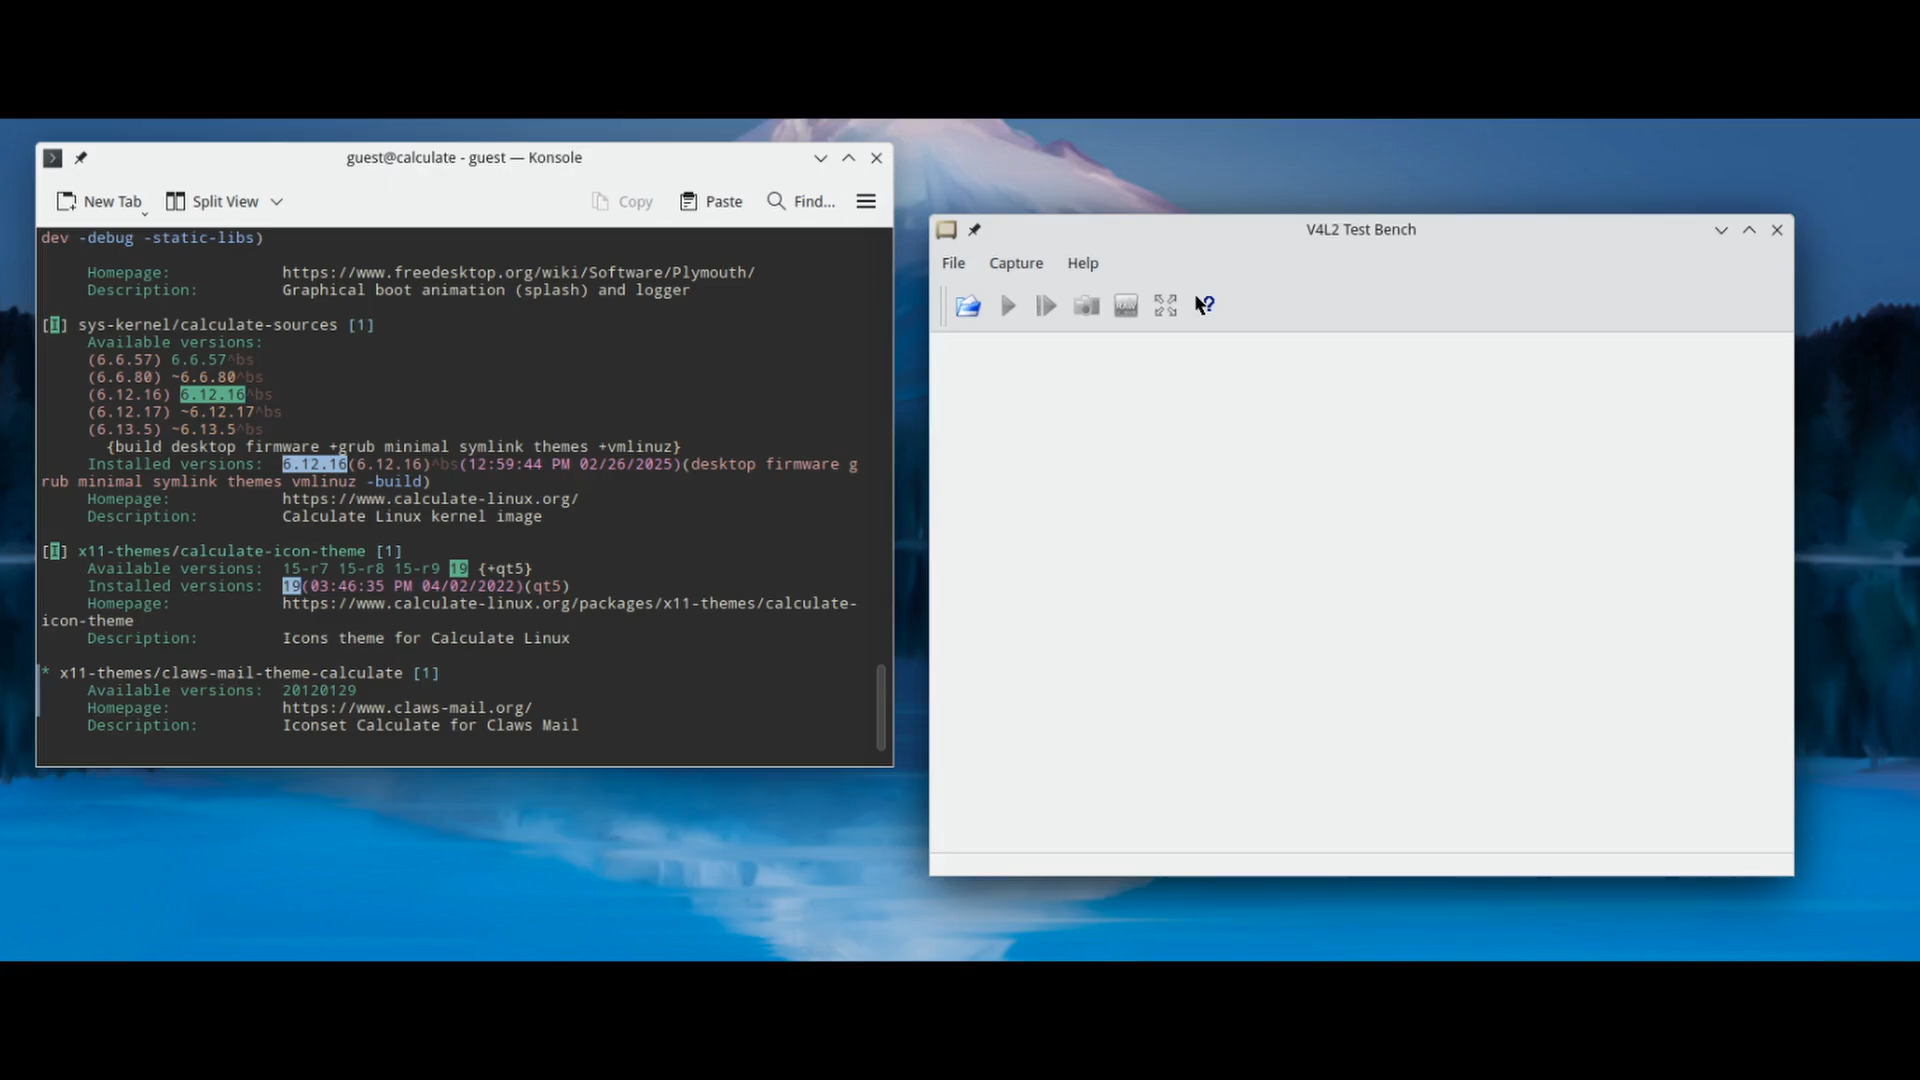 guest@calculate - guest — Konsole
New Tab
Split View
Copy
Paste
Find...
dev -debug -static-libs)
Homepage: https://www.freedesktop.org/wiki/Software/Plymouth/
Description: Graphical boot animation (splash) and logger
[I] sys-kernel/calculate-sources [1]
Available versions:
(6.6.57) 6.6.57^bs
(6.6.80) ~6.6.80^bs
(6.12.16) 6.12.16^bs
(6.12.17) ~6.12.17^bs
(6.13.5) ~6.13.5^bs
{build desktop firmware +grub minimal symlink themes +vmlinuz}
Installed versions: 6.12.16(6.12.16)^bs(12:59:44 PM 02/26/2025)(desktop firmware g
rub minimal symlink themes vmlinuz -build)
Homepage: https://www.calculate-linux.org/
Description: Calculate Linux kernel image
[I] x11-themes/calculate-icon-theme [1]
Available versions: 15-r7 15-r8 15-r9 19 {+qt5}
Installed versions: 19(03:46:35 PM 04/02/2022)(qt5)
Homepage: https://www.calculate-linux.org/packages/x11-themes/calculate-
icon-theme
Description: Icons theme for Calculate Linux
* x11-themes/claws-mail-theme-calculate [1]
Available versions: 20120129
Homepage: https://www.claws-mail.org/
Description: Iconset Calculate for Claws Mail
V4L2 Test Bench
File
Capture
Help
RAW
?